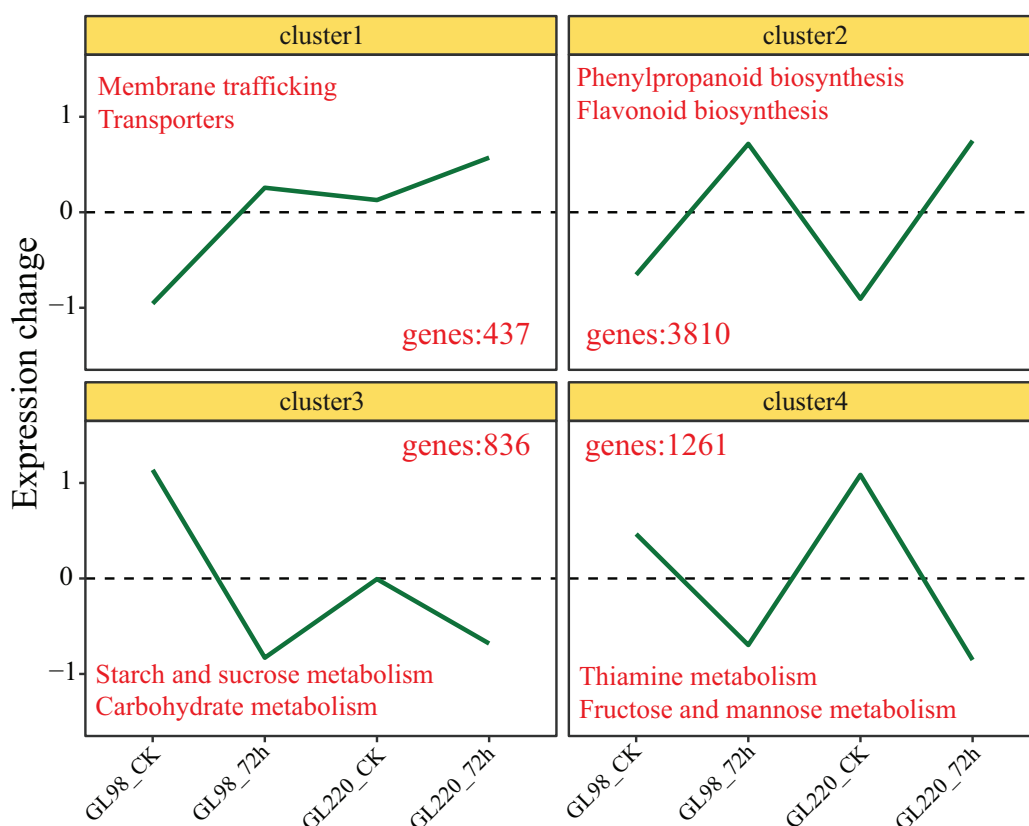 cluster1
cluster2
Membrane trafficking
Transporters
Phenylpropanoid biosynthesis
Flavonoid biosynthesis
1
0
−1
genes:437
genes:3810
Expression change
cluster3
cluster4
genes:836
genes:1261
1
0
−1
Starch and sucrose metabolism
Carbohydrate metabolism
Thiamine metabolism
Fructose and mannose metabolism
GL98_CK
GL98_72h
GL220_CK
GL220_72h
GL98_CK
GL98_72h
GL220_CK
GL220_72h